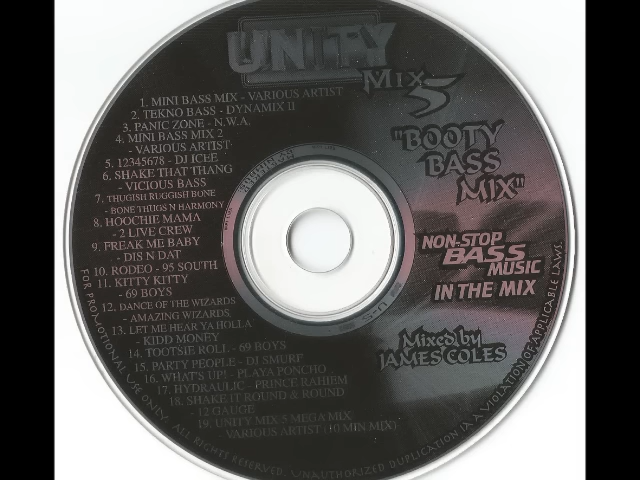 UNITY
MIX
5
"BOOTY
BASS
MIX"
NON-STOP
BASS
MUSIC
IN THE MIX
Mixed by
JAMES COLES
1. MINI BASS MIX - VARIOUS ARTIST
2. TEKNO BASS - DYNAMIX II
3. PANIC ZONE - N.W.A.
4. MINI BASS MIX 2
- VARIOUS ARTIST
5. 12345678 - DJ ICEE
6. SHAKE THAT THANG
- VICIOUS BASS
7. THUGISH RUGGISH BONE
- BONE THUGS N HARMONY
8. HOOCHIE MAMA
- 2 LIVE CREW
9. FREAK ME BABY
- DIS N DAT
10. RODEO - 95 SOUTH
11. KITTY KITTY
- 69 BOYS
12. DANCE OF THE WIZARDS
- AMAZING WIZARDS,
13. LET ME HEAR YA HOLLA
- KIDD MONEY
14. TOOTSIE ROLL - 69 BOYS
15. PARTY PEOPLE - DJ SMURF
16. WHAT'S UP! - PLAYA PONCHO
17. HYDRAULIC - PRINCE RAHIEM
18. SHAKE IT ROUND & ROUND
- 12 GAUGE
19. UNITY MIX 5 MEGA MIX
- VARIOUS ARTIST (10 MIN MIX)
FOR PROMOTIONAL USE ONLY. ALL RIGHTS RESERVED. UNAUTHORIZED DUPLICATION IS A VIOLATION OF APPLICABLE LAWS.